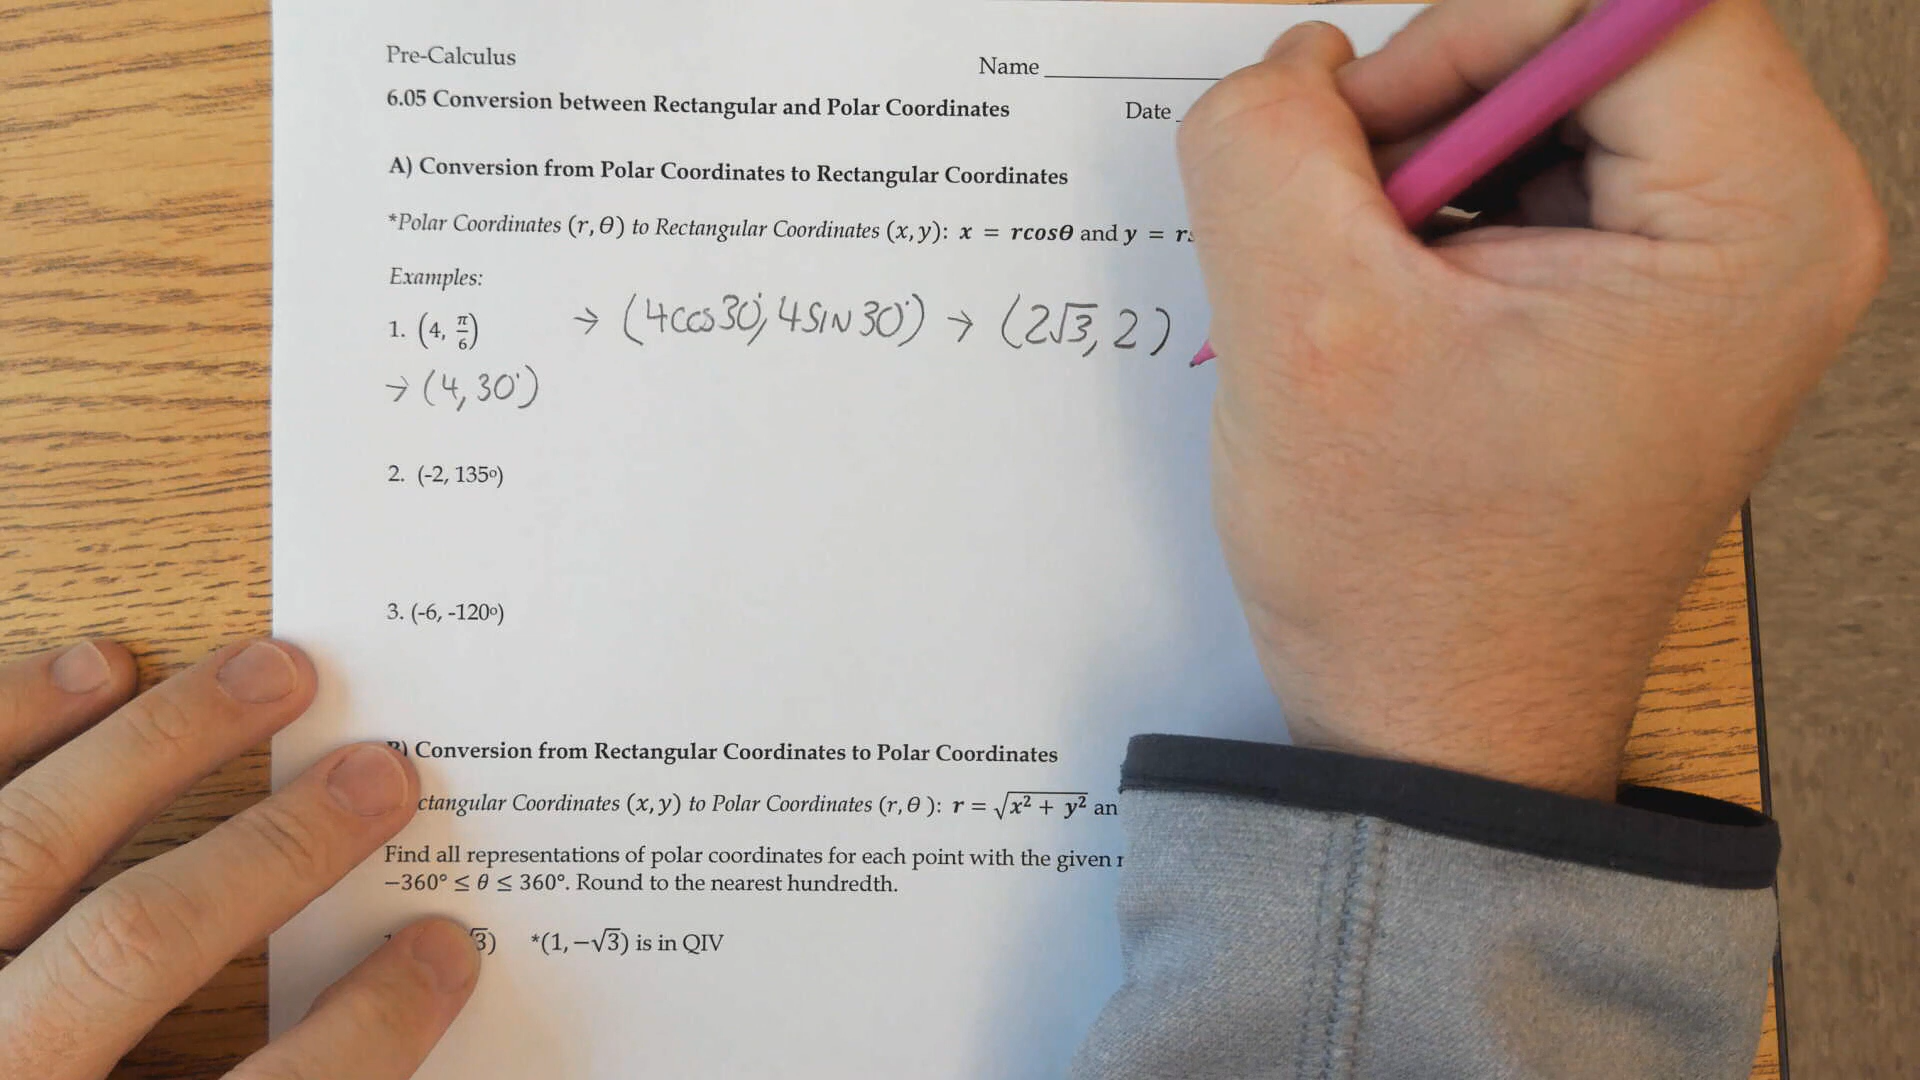 Pre-Calculus
Name
6.05 Conversion between Rectangular and Polar Coordinates
Date
A) Conversion from Polar Coordinates to Rectangular Coordinates
*Polar Coordinates (r, θ) to Rectangular Coordinates (x, y): x = rcosθ and y =
Examples:
1. (4, π/6) → (4cos30°, 4SIN30°) → (2√3, 2)
→ (4, 30°)
2. (-2, 135º)
3. (-6, -120º)
B) Conversion from Rectangular Coordinates to Polar Coordinates
Coordinates (x, y) to Polar Coordinates (r, θ ): r = √x² + y²
Find all representations of polar coordinates for each point with the given
−360° ≤ θ ≤ 360°. Round to the nearest hundredth.
√3) *(1, −√3) is in QIV